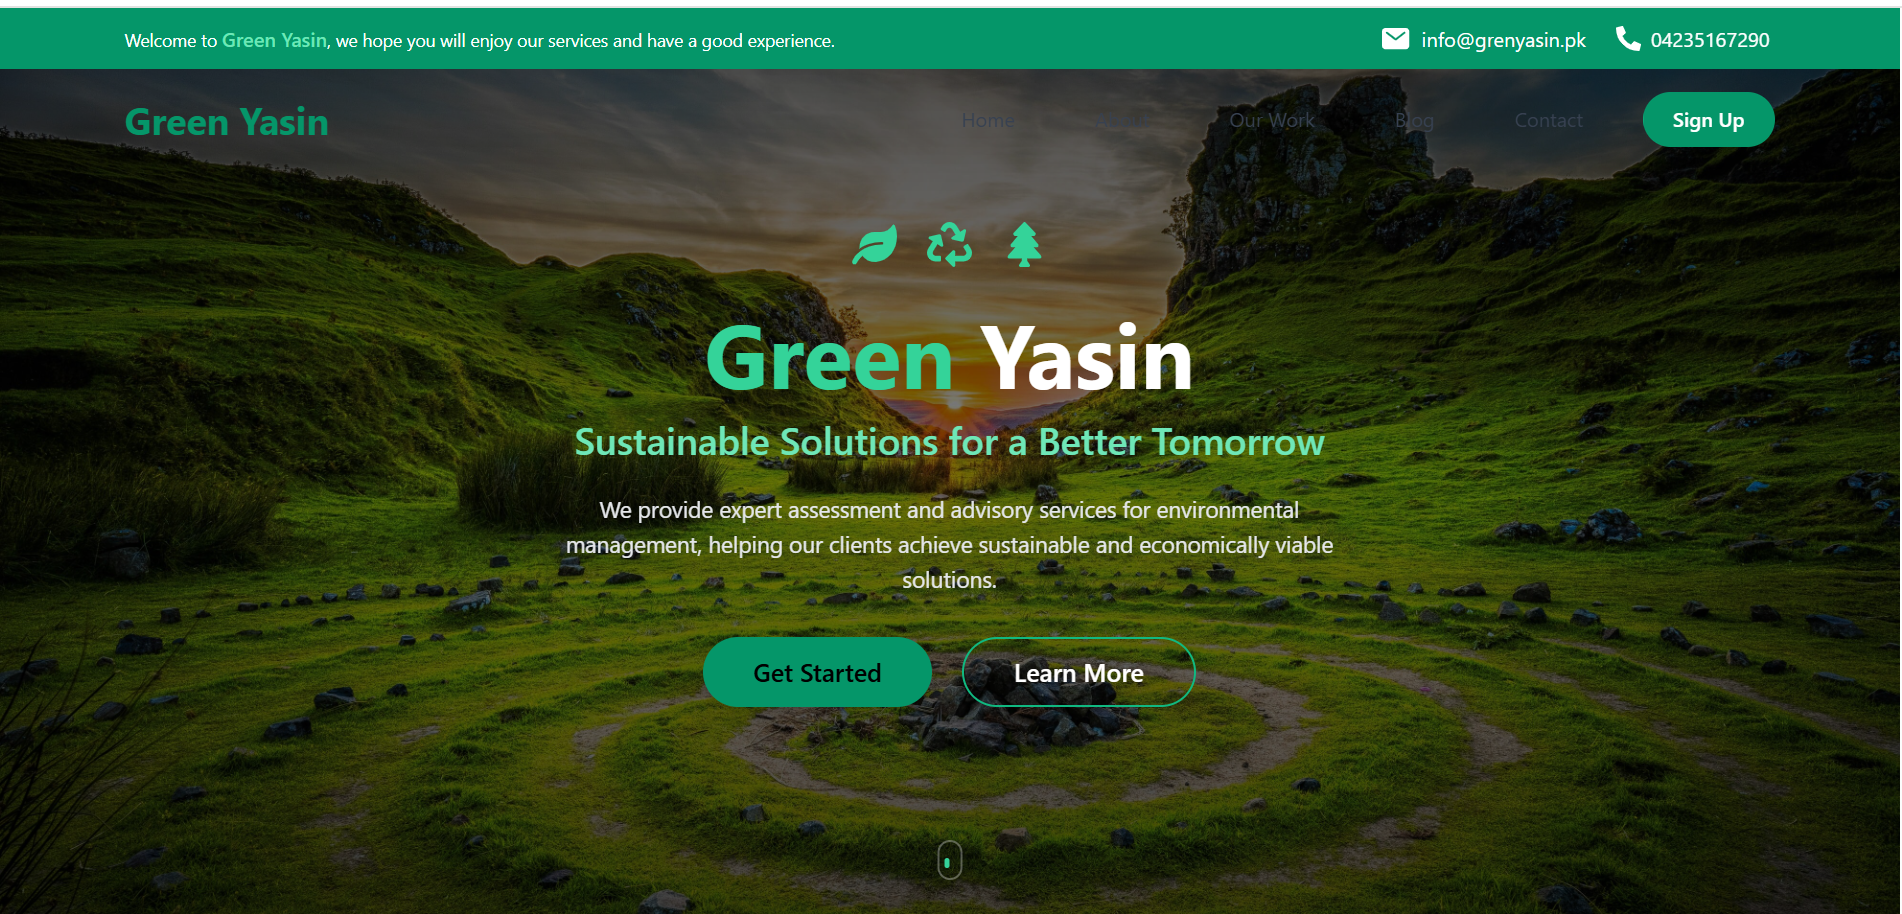 Welcome to Green Yasin, we hope you will enjoy our services and have a good experience.
info@grenyasin.pk
04235167290
Green Yasin
Home
About
Our Work
Blog
Contact
Sign Up
Green Yasin
Sustainable Solutions for a Better Tomorrow
We provide expert assessment and advisory services for environmental
management, helping our clients achieve sustainable and economically viable
solutions.
Get Started
Learn More